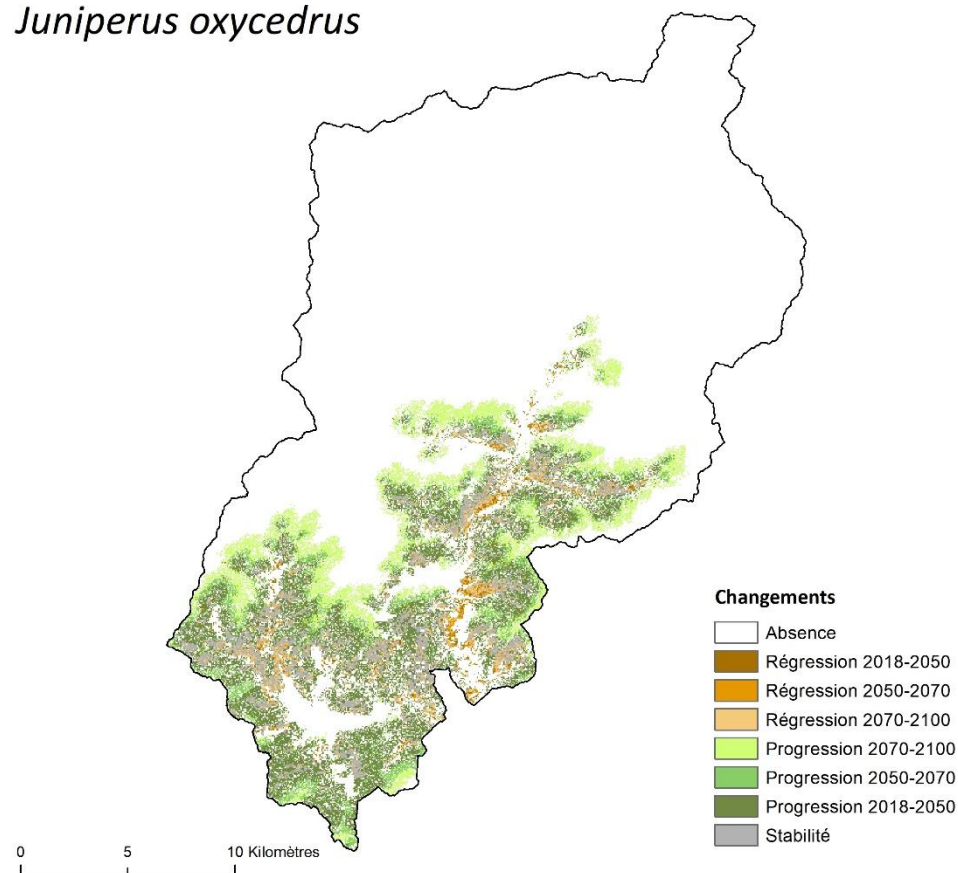 Juniperus oxycedrus
Changements
Absence
Régression 2018-2050
Régression 2050-2070
Régression 2070-2100
Progression 2070-2100
Progression 2050-2070
Progression 2018-2050
Stabilité
0 5 10 Kilomètres